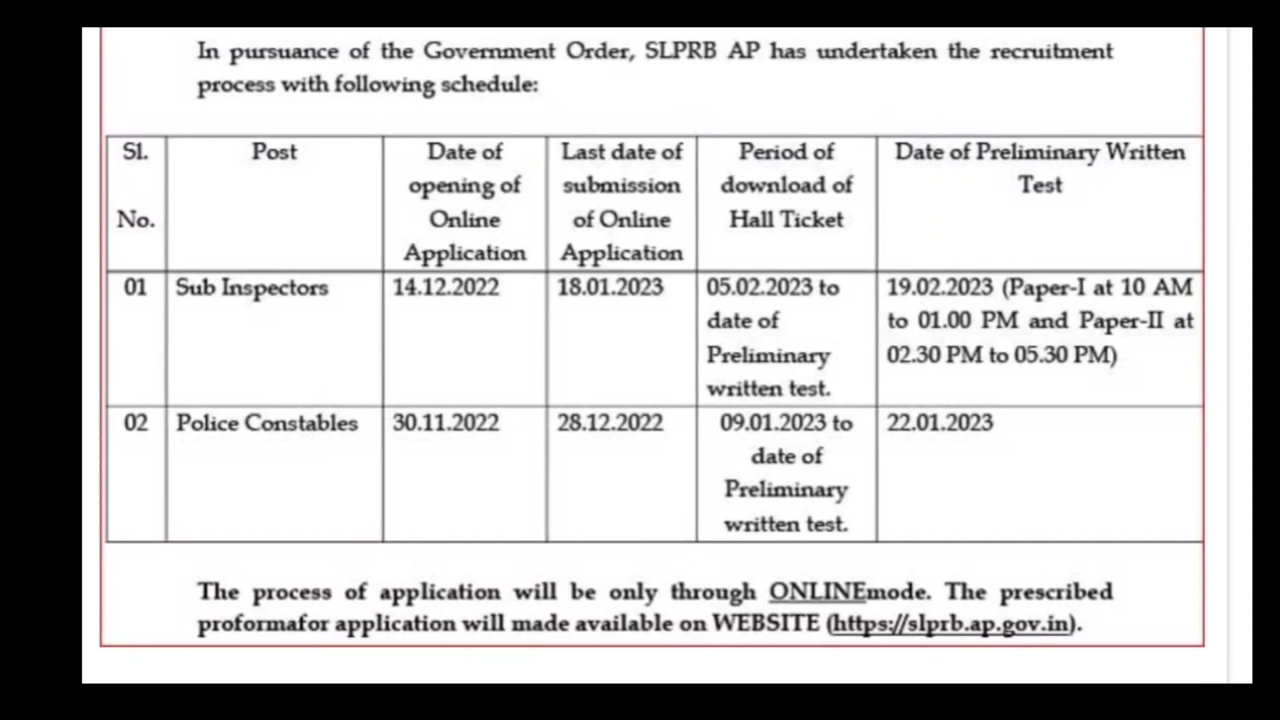 In pursuance of the Government Order, SLPRB AP has undertaken the recruitment
process with following schedule:
Sl.
No.
Post
Date of
opening of
Online
Application
Last date of
submission
of Online
Application
Period of
download of
Hall Ticket
Date of Preliminary Written
Test
01
Sub Inspectors
14.12.2022
18.01.2023
05.02.2023 to
date of
Preliminary
written test.
19.02.2023 (Paper-I at 10 AM
to 01.00 PM and Paper-II at
02.30 PM to 05.30 PM)
02
Police Constables
30.11.2022
28.12.2022
09.01.2023 to
date of
Preliminary
written test.
22.01.2023
The process of application will be only through ONLINEmode. The prescribed
proformafor application will made available on WEBSITE (https://slprb.ap.gov.in).